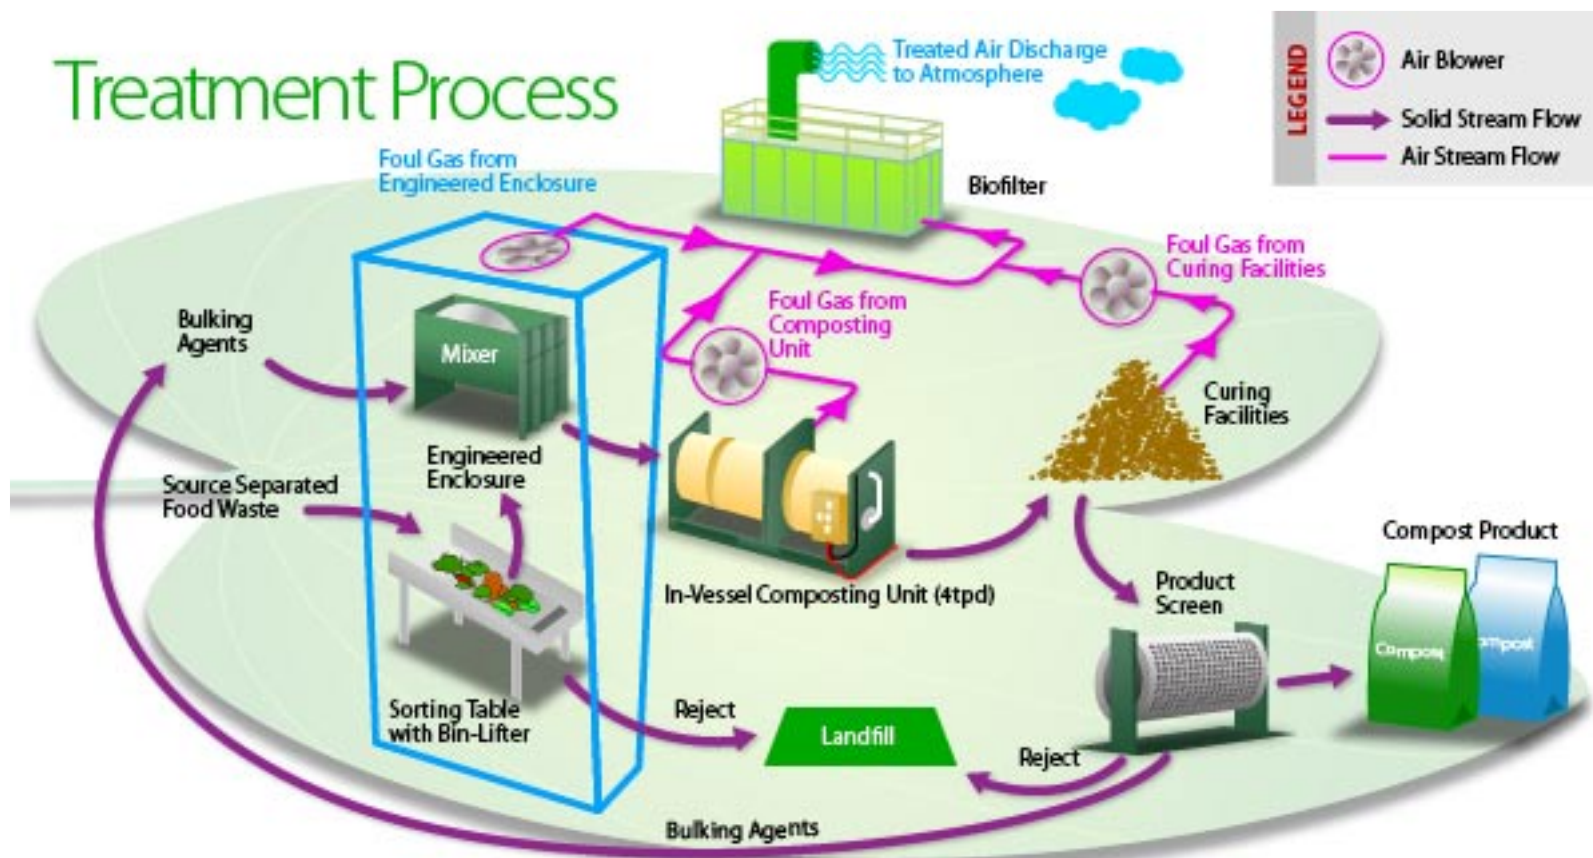 Treatment Process
Treated Air Discharge
to Atmosphere
LEGEND
Air Blower
Solid Stream Flow
Air Stream Flow
Foul Gas from
Engineered Enclosure
Biofilter
Foul Gas from
Curing Facilities
Foul Gas from
Composting
Unit
Bulking
Agents
Mixer
Curing
Facilities
Engineered
Enclosure
Source Separated
Food Waste
In-Vessel Composting Unit (4tpd)
Product
Screen
Compost Product
Compost
ompost
Sorting Table
with Bin-Lifter
Reject
Landfill
Reject
Bulking Agents